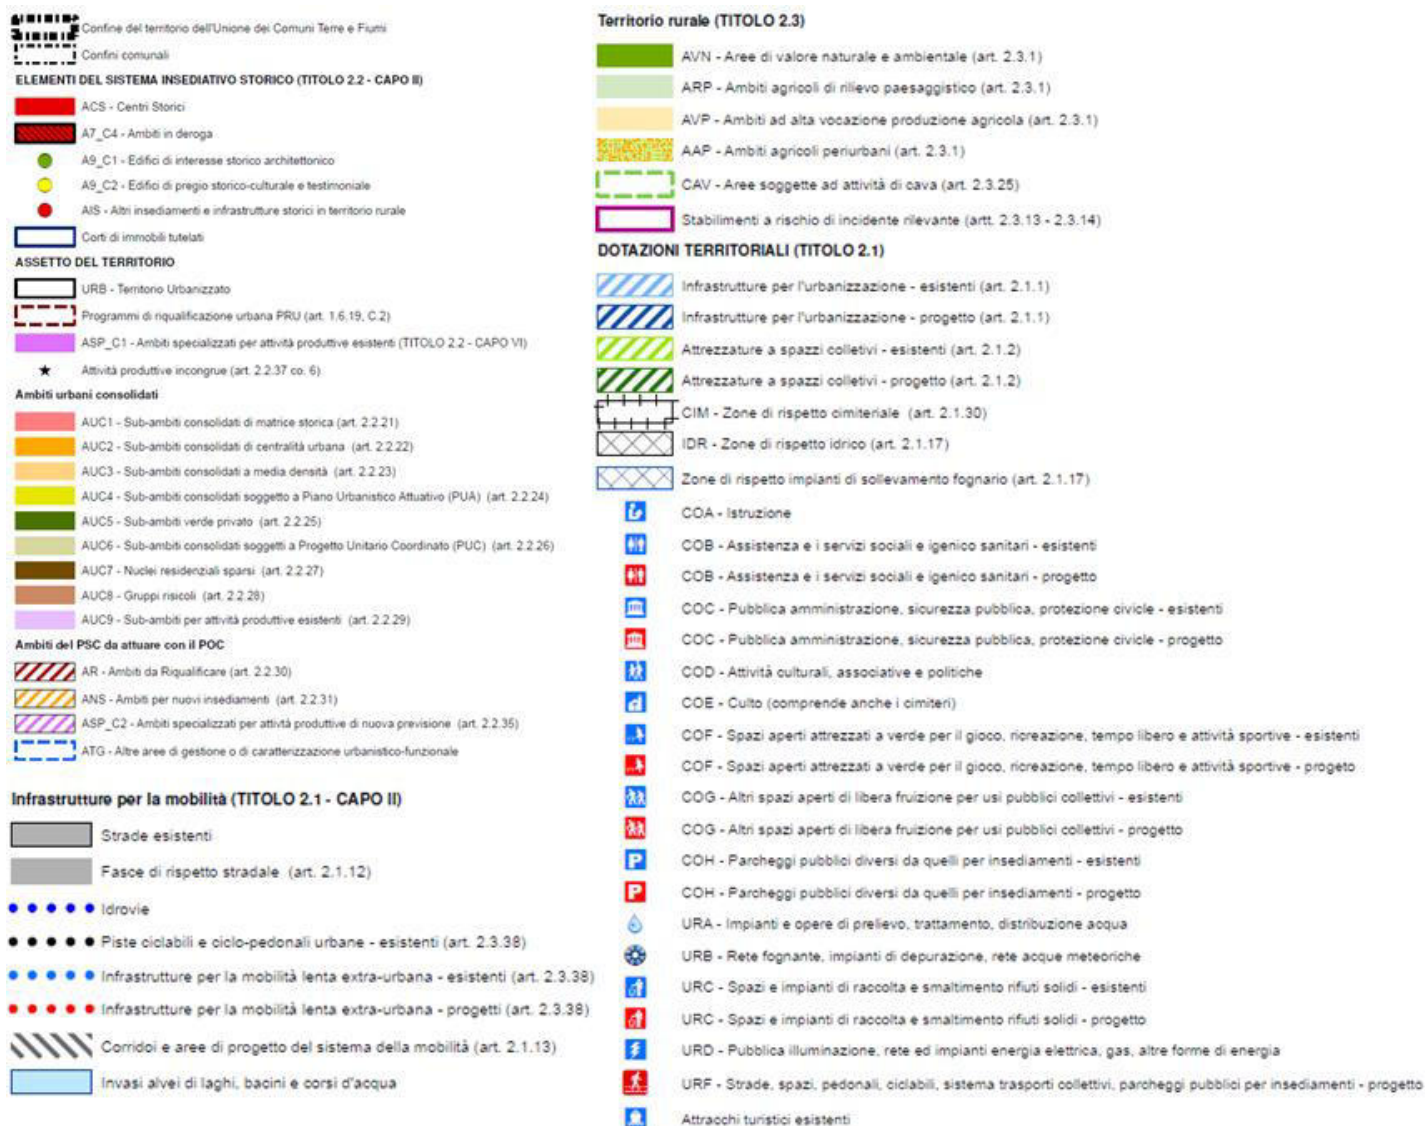 Confine del territorio dell'Unione dei Comuni Terre e Fiumi
Confini comunali
ELEMENTI DEL SISTEMA INSEDIATIVO STORICO (TITOLO 2.2 - CAPO II)
ACS - Centri Storici
A7_C4 - Ambiti in deroga
A9_C1 - Edifici di interesse storico architettonico
A9_C2 - Edifici di pregio storico-culturale e testimoniale
AIS - Altri insediamenti e infrastrutture storici in territorio rurale
Corti di immobili tutelati
ASSETTO DEL TERRITORIO
URB - Territorio Urbanizzato
Programmi di riqualificazione urbana PRU (art. 1.6.19, C.2)
ASP_C1 - Ambiti specializzati per attività produttive esistenti (TITOLO 2.2 - CAPO VI)
Attività produttive incongrue (art. 2.2.37 co. 6)
Ambiti urbani consolidati
AUC1 - Sub-ambiti consolidati di matrice storica (art. 2.2.21)
AUC2 - Sub-ambiti consolidati di centralità urbana (art. 2.2.22)
AUC3 - Sub-ambiti consolidati a media densità (art. 2.2.23)
AUC4 - Sub-ambiti consolidati soggetto a Piano Urbanistico Attuativo (PUA) (art. 2.2.24)
AUC5 - Sub-ambiti verde privato (art. 2.2.25)
AUC6 - Sub-ambiti consolidati soggetti a Progetto Unitario Coordinato (PUC) (art. 2.2.26)
AUC7 - Nuclei residenziali sparsi (art. 2.2.27)
AUC8 - Gruppi risicoli (art. 2.2.28)
AUC9 - Sub-ambiti per attività produttive esistenti (art. 2.2.29)
Ambiti del PSC da attuare con il POC
AR - Ambiti da Riqualificare (art. 2.2.30)
ANS - Ambiti per nuovi insediamenti (art. 2.2.31)
ASP_C2 - Ambiti specializzati per attività produttive di nuova previsione (art. 2.2.35)
ATG - Altre aree di gestione o di caratterizzazione urbanistico-funzionale
Infrastrutture per la mobilità (TITOLO 2.1 - CAPO II)
Strade esistenti
Fasce di rispetto stradale (art. 2.1.12)
Idrovie
Piste ciclabili e ciclo-pedonali urbane - esistenti (art. 2.3.38)
Infrastrutture per la mobilità lenta extra-urbana - esistenti (art. 2.3.38)
Infrastrutture per la mobilità lenta extra-urbana - progetti (art. 2.3.38)
Corridoi e aree di progetto del sistema della mobilità (art. 2.1.13)
Invasi alvei di laghi, bacini e corsi d'acqua
Territorio rurale (TITOLO 2.3)
AVN - Aree di valore naturale e ambientale (art. 2.3.1)
ARP - Ambiti agricoli di rilievo paesaggistico (art. 2.3.1)
AVP - Ambiti ad alta vocazione produzione agricola (art. 2.3.1)
AAP - Ambiti agricoli periurbani (art. 2.3.1)
CAV - Aree soggette ad attività di cava (art. 2.3.25)
Stabilimenti a rischio di incidente rilevante (artt. 2.3.13 - 2.3.14)
DOTAZIONI TERRITORIALI (TITOLO 2.1)
Infrastrutture per l'urbanizzazione - esistenti (art. 2.1.1)
Infrastrutture per l'urbanizzazione - progetto (art. 2.1.1)
Attrezzature a spazzi colletivi - esistenti (art. 2.1.2)
Attrezzature a spazzi colletivi - progetto (art. 2.1.2)
CIM - Zone di rispetto cimiteriale (art. 2.1.30)
IDR - Zone di rispetto idrico (art. 2.1.17)
Zone di rispetto impianti di sollevamento fognario (art. 2.1.17)
COA - Istruzione
COB - Assistenza e i servizi sociali e igenico sanitari - esistenti
COB - Assistenza e i servizi sociali e igenico sanitari - progetto
COC - Pubblica amministrazione, sicurezza pubblica, protezione civicle - esistenti
COC - Pubblica amministrazione, sicurezza pubblica, protezione civicle - progetto
COD - Attività culturali, associative e politiche
COE - Culto (comprende anche i cimiteri)
COF - Spazi aperti attrezzati a verde per il gioco, ricreazione, tempo libero e attività sportive - esistenti
COF - Spazi aperti attrezzati a verde per il gioco, ricreazione, tempo libero e attività sportive - progeto
COG - Altri spazi aperti di libera fruizione per usi pubblici collettivi - esistenti
COG - Altri spazi aperti di libera fruizione per usi pubblici collettivi - progetto
P COH - Parcheggi pubblici diversi da quelli per insediamenti - esistenti
P COH - Parcheggi pubblici diversi da quelli per insediamenti - progetto
URA - Impianti e opere di prelievo, trattamento, distribuzione acqua
URB - Rete fognante, impianti di depurazione, rete acque meteoriche
URC - Spazi e impianti di raccolta e smaltimento rifiuti solidi - esistenti
URC - Spazi e impianti di raccolta e smaltimento rifiuti solidi - progetto
URD - Pubblica illuminazione, rete ed impianti energia elettrica, gas, altre forme di energia
URF - Strade, spazi, pedonali, ciclabili, sistema trasporti collettivi, parcheggi pubblici per insediamenti - progetto
Attracchi turistici esistenti